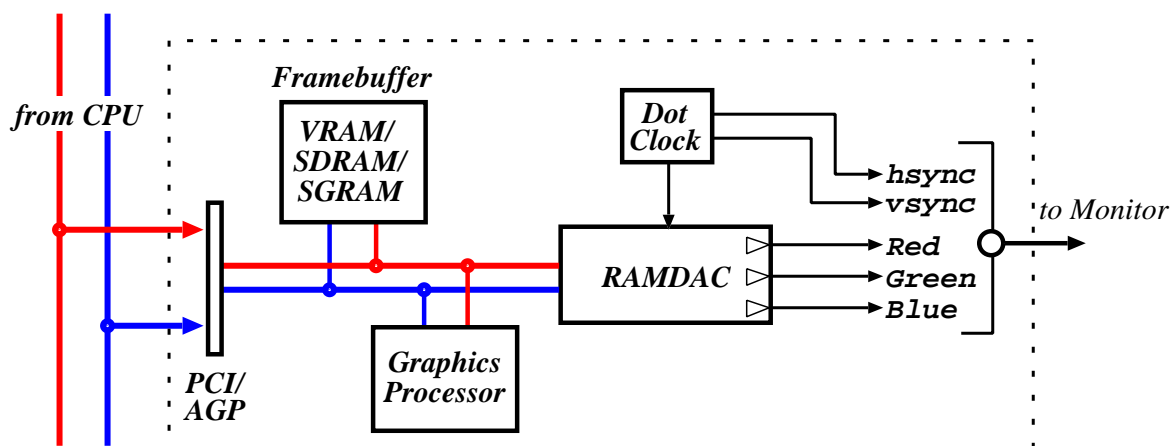 from CPU
Framebuffer
VRAM/
SDRAM/
SGRAM
Dot
Clock
hsync
vsync
to Monitor
RAMDAC
Red
Green
Blue
PCI/
AGP
Graphics
Processor